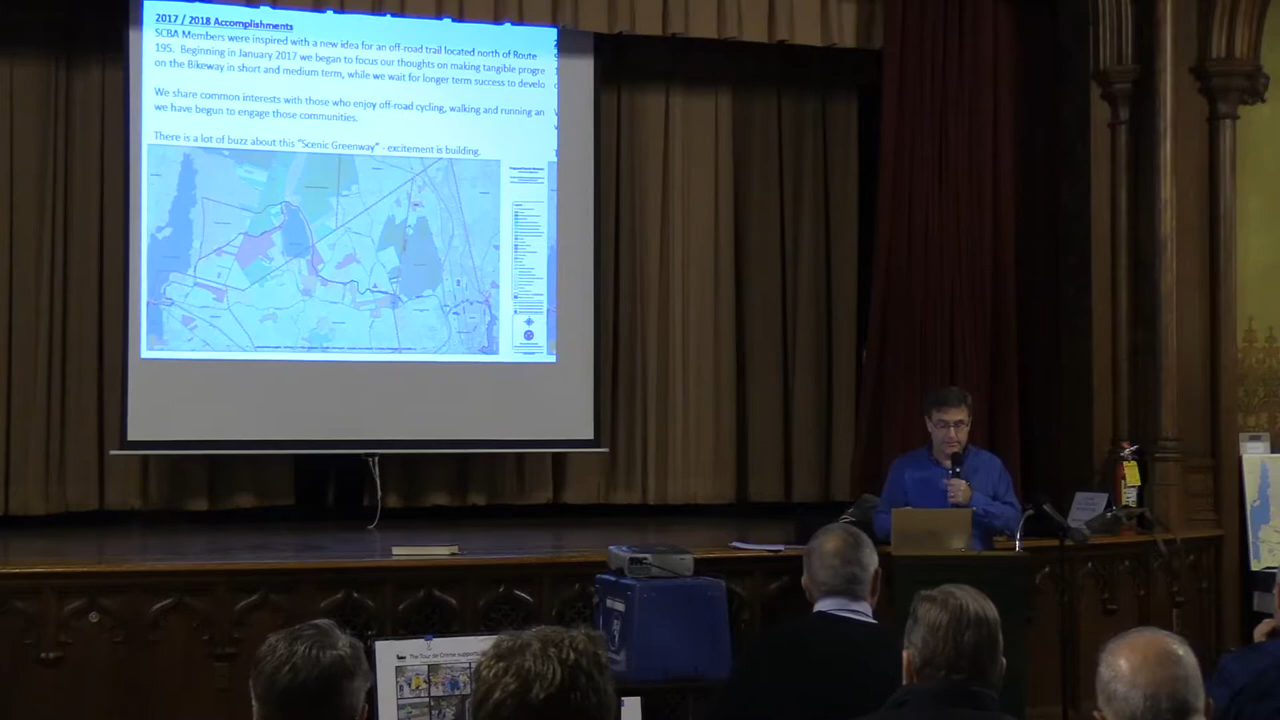 2017 / 2018 Accomplishments
SCBA Members were inspired with a new idea for an off-road trail located north of Route
195. Beginning in January 2017 we began to focus our thoughts on making tangible progre
on the Bikeway in short and medium term, while we wait for longer term success to develo
We share common interests with those who enjoy off-road cycling, walking and running an
we have begun to engage those communities.
There is a lot of buzz about this "Scenic Greenway" - excitement is building.
The Tour de Crème